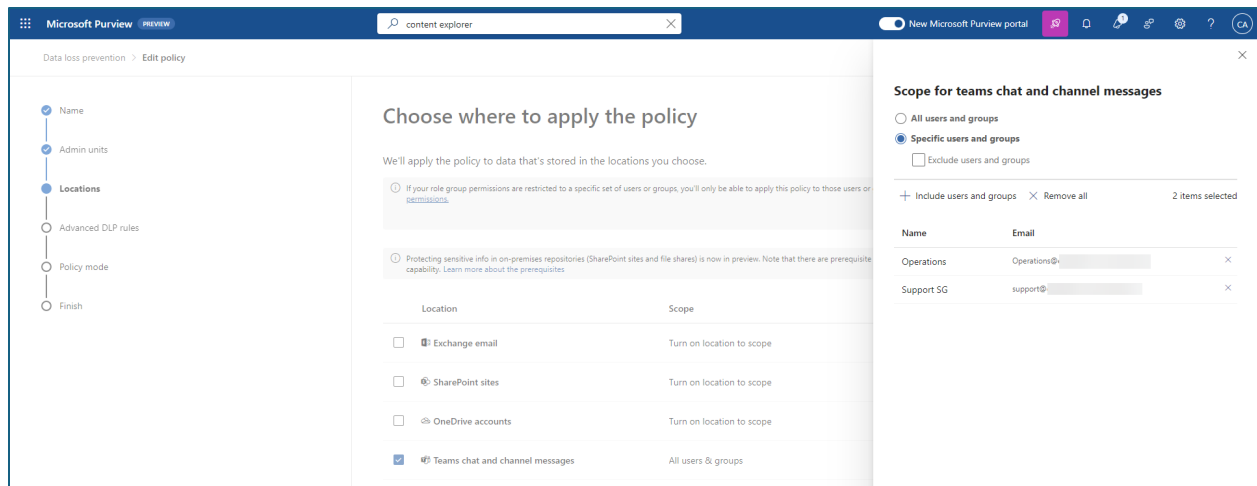 Microsoft Purview PREVIEW
content explorer
New Microsoft Purview portal
1
?
CA
Data loss prevention > Edit policy
Name
Admin units
Locations
Advanced DLP rules
Policy mode
Finish
Choose where to apply the policy
We'll apply the policy to data that's stored in the locations you choose.
If your role group permissions are restricted to a specific set of users or groups, you'll only be able to apply this policy to those users or
permissions.
Protecting sensitive info in on-premises repositories (SharePoint sites and file shares) is now in preview. Note that there are prerequisite
capability. Learn more about the prerequisites
Location Scope
Exchange email Turn on location to scope
SharePoint sites Turn on location to scope
OneDrive accounts Turn on location to scope
Teams chat and channel messages All users & groups
Scope for teams chat and channel messages
All users and groups
Specific users and groups
Exclude users and groups
Include users and groups Remove all 2 items selected
Name Email
Operations Operations@
Support SG support@